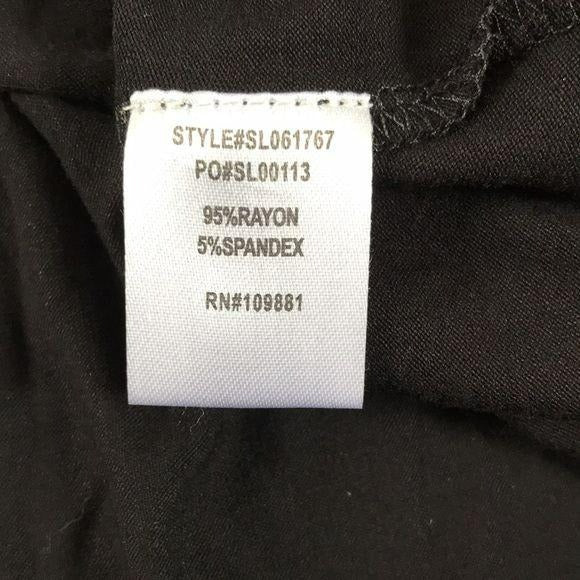 STYLE#SL061767
PO#SL00113
95%RAYON
5%SPANDEX
RN#109881